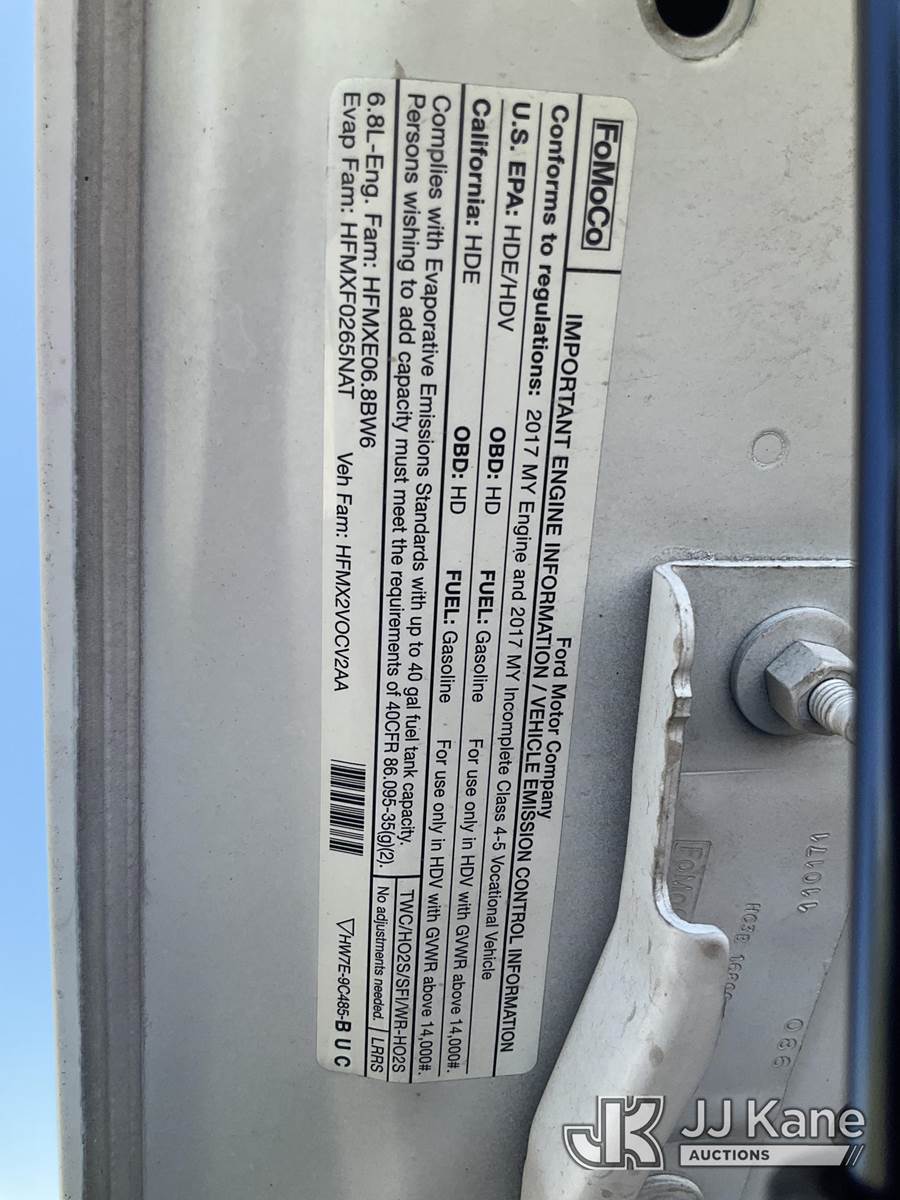 FoMoCo
Ford Motor Company
IMPORTANT ENGINE INFORMATION / VEHICLE EMISSION CONTROL INFORMATION
Conforms to regulations: 2017 MY Engine and 2017 MY Incomplete Class 4-5 Vocational Vehicle
U.S. EPA: HDE/HDV OBD: HD FUEL: Gasoline For use only in HDV with GVWR above 14,000#.
California: HDE OBD: HD FUEL: Gasoline For use only in HDV with GVWR above 14,000#.
Complies with Evaporative Emissions Standards with up to 40 gal fuel tank capacity.
Persons wishing to add capacity must meet the requirements of 40CFR 86.095-35(g)(2).
TWC/HO2S/SFI/WR-HO2S
No adjustments needed. LRRS
6.8L-Eng. Fam: HFMXE06.8BW6
Evap Fam: HFMXF0265NAT Veh Fam: HFMX2VOCV2AA
HW7E-9C485-B U C
FoMo
HC3B
086
JK JJ Kane
AUCTIONS